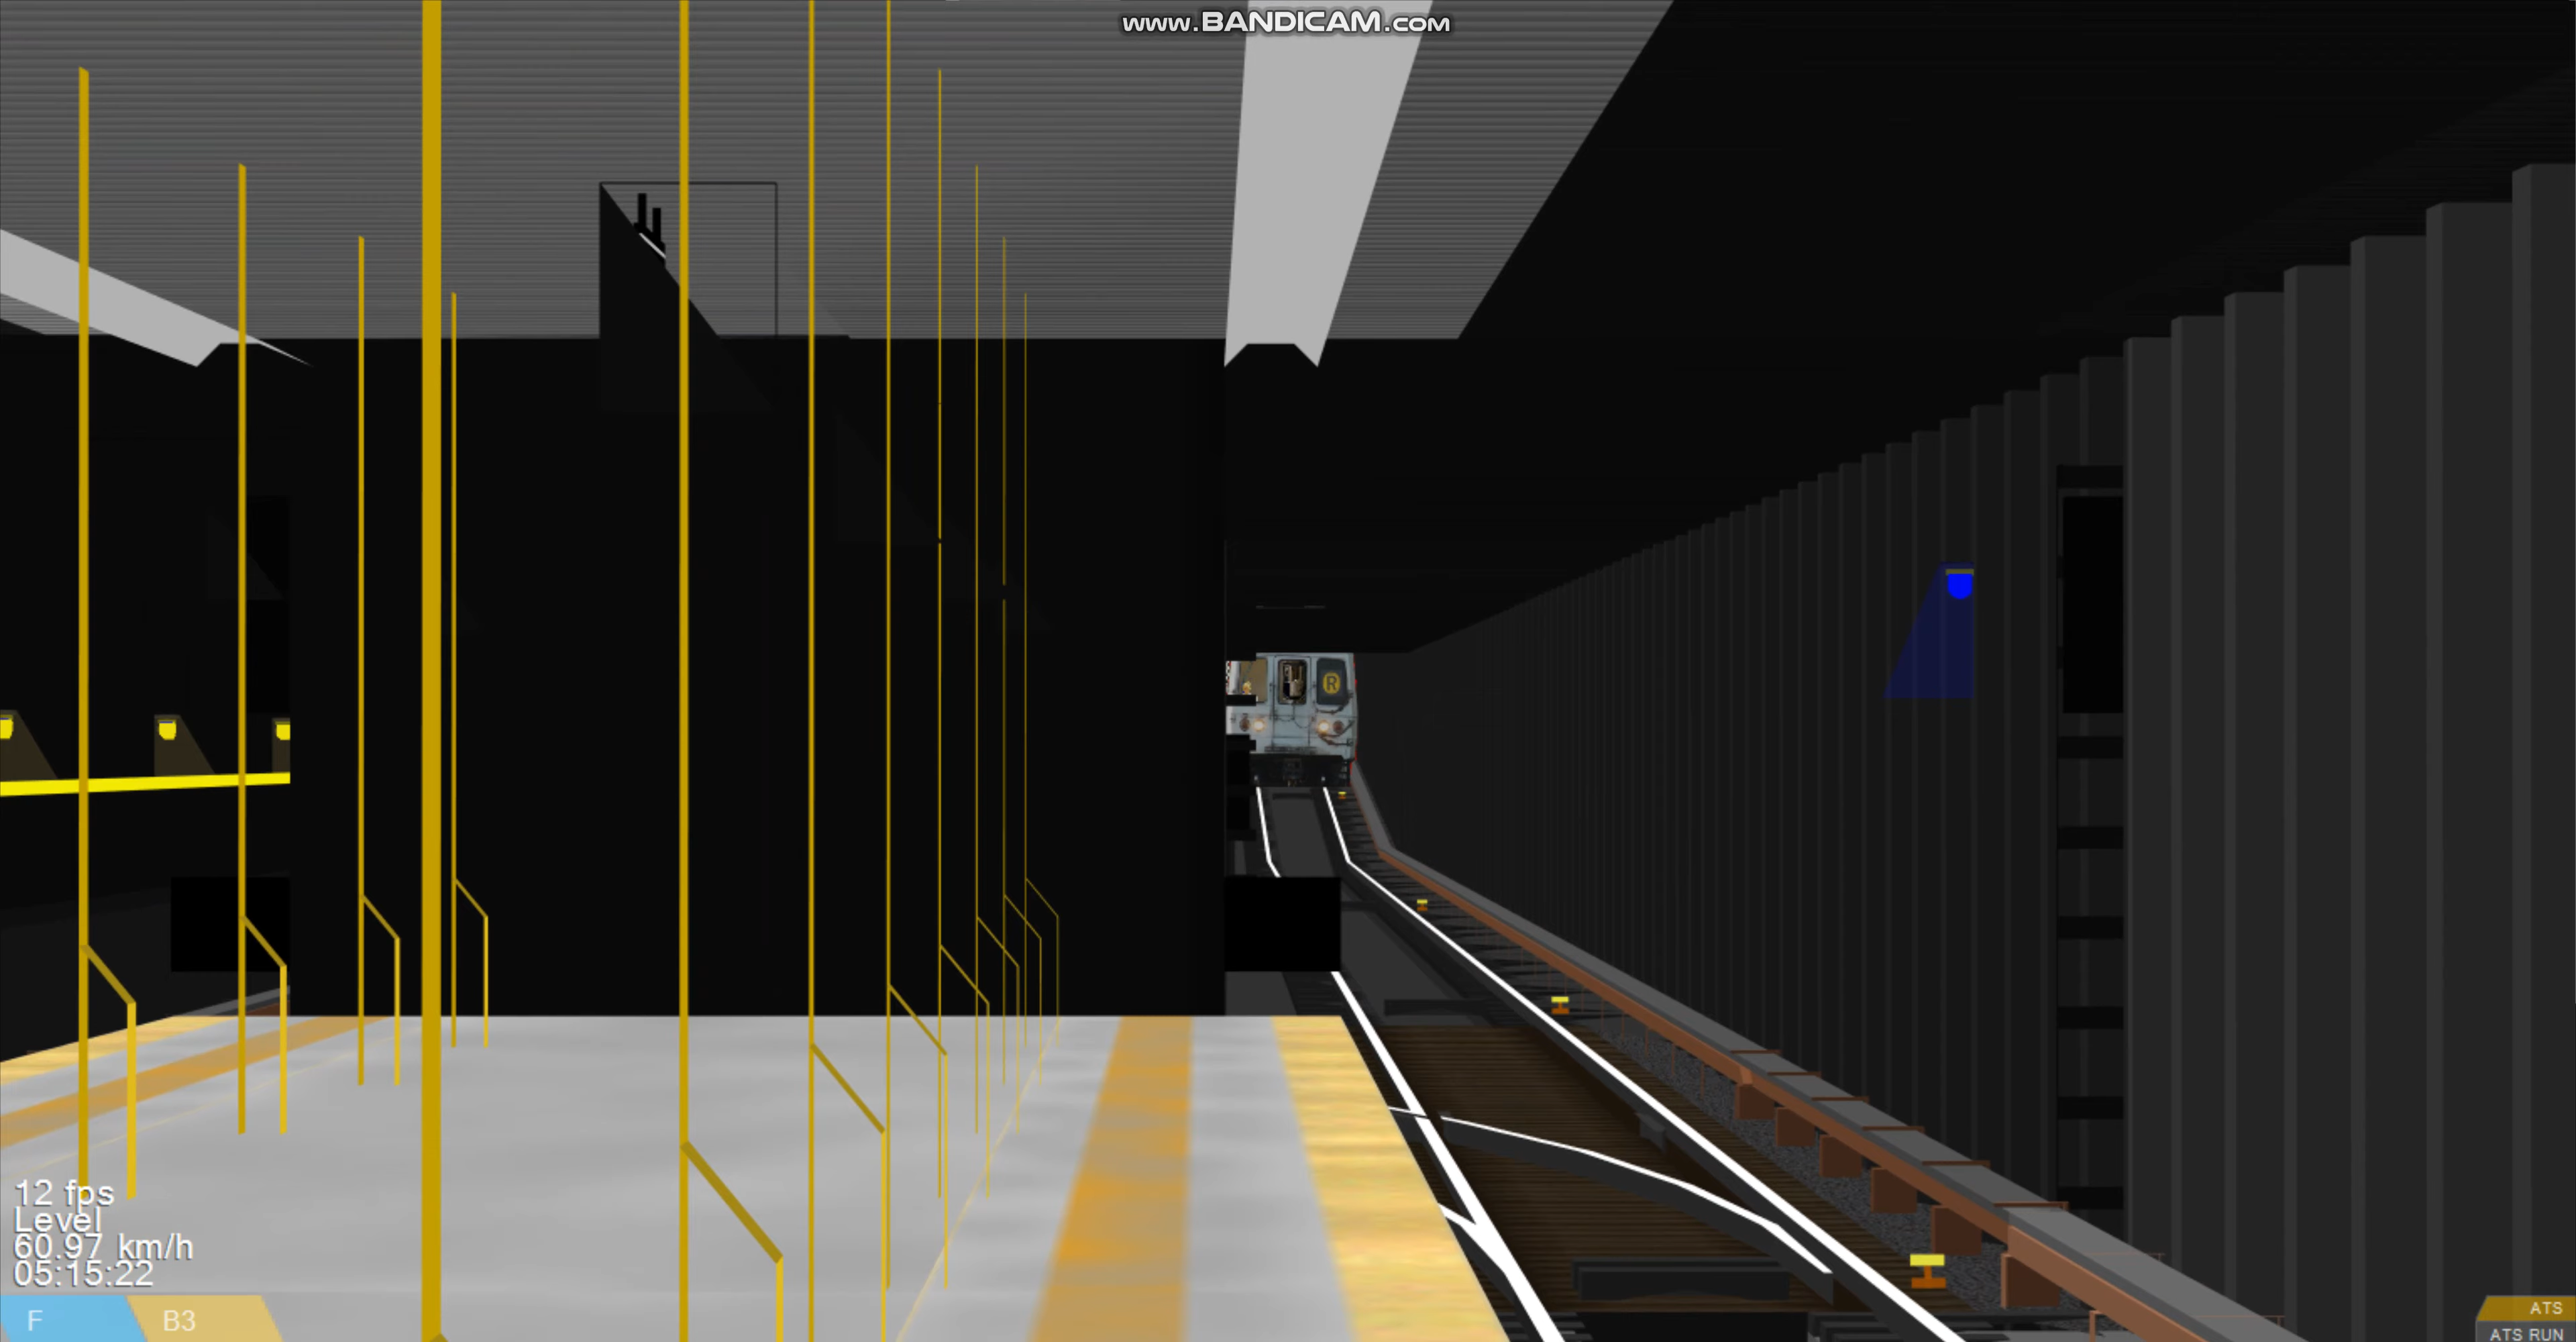 www.BANDICAM.com
R
12 fps
Level
60.97 km/h
05:15:22
F B3
ATS
ATS RUN